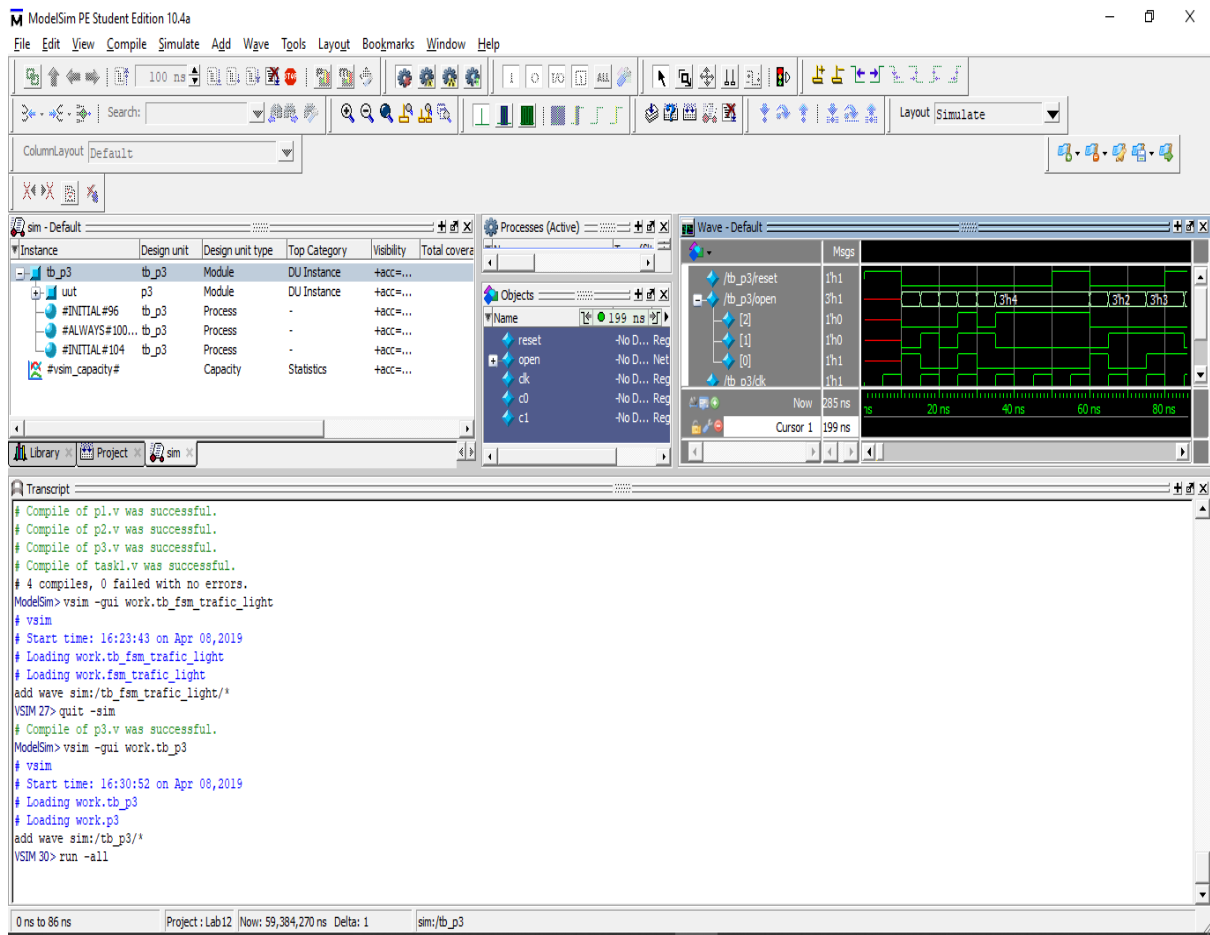 ModelSim PE Student Edition 10.4a
File Edit View Compile Simulate Add Wave Tools Layout Bookmarks Window Help
100 ns
Search:
Layout Simulate
ColumnLayout Default
sim - Default
Instance Design unit Design unit type Top Category Visibility Total covera
tb_p3 tb_p3 Module DU Instance +acc=...
uut p3 Module DU Instance +acc=...
#INITIAL#96 tb_p3 Process - +acc=...
#ALWAYS#100... tb_p3 Process - +acc=...
#INITIAL#104 tb_p3 Process - +acc=...
#vsim_capacity# Capacity Statistics +acc=...
Library Project sim
Processes (Active)
Objects
Name 199 ns
reset -No D... Reg
open -No D... Net
clk -No D... Reg
c0 -No D... Reg
c1 -No D... Reg
Wave - Default
Msgs
/tb_p3/reset 1'h1
/tb_p3/open 3'h1 3'h4 3'h2 3'h3
[2] 1'h0
[1] 1'h0
[0] 1'h1
/tb_p3/clk 1'h1
Now 285 ns ns 20 ns 40 ns 60 ns 80 ns
Cursor 1 199 ns
Transcript
# Compile of p1.v was successful.
# Compile of p2.v was successful.
# Compile of p3.v was successful.
# Compile of task1.v was successful.
# 4 compiles, 0 failed with no errors.
ModelSim> vsim -gui work.tb_fsm_trafic_light
# vsim
# Start time: 16:23:43 on Apr 08,2019
# Loading work.tb_fsm_trafic_light
# Loading work.fsm_trafic_light
add wave sim:/tb_fsm_trafic_light/*
VSIM 27> quit -sim
# Compile of p3.v was successful.
ModelSim> vsim -gui work.tb_p3
# vsim
# Start time: 16:30:52 on Apr 08,2019
# Loading work.tb_p3
# Loading work.p3
add wave sim:/tb_p3/*
VSIM 30> run -all
0 ns to 86 ns Project : Lab12 Now: 59,384,270 ns Delta: 1 sim:/tb_p3